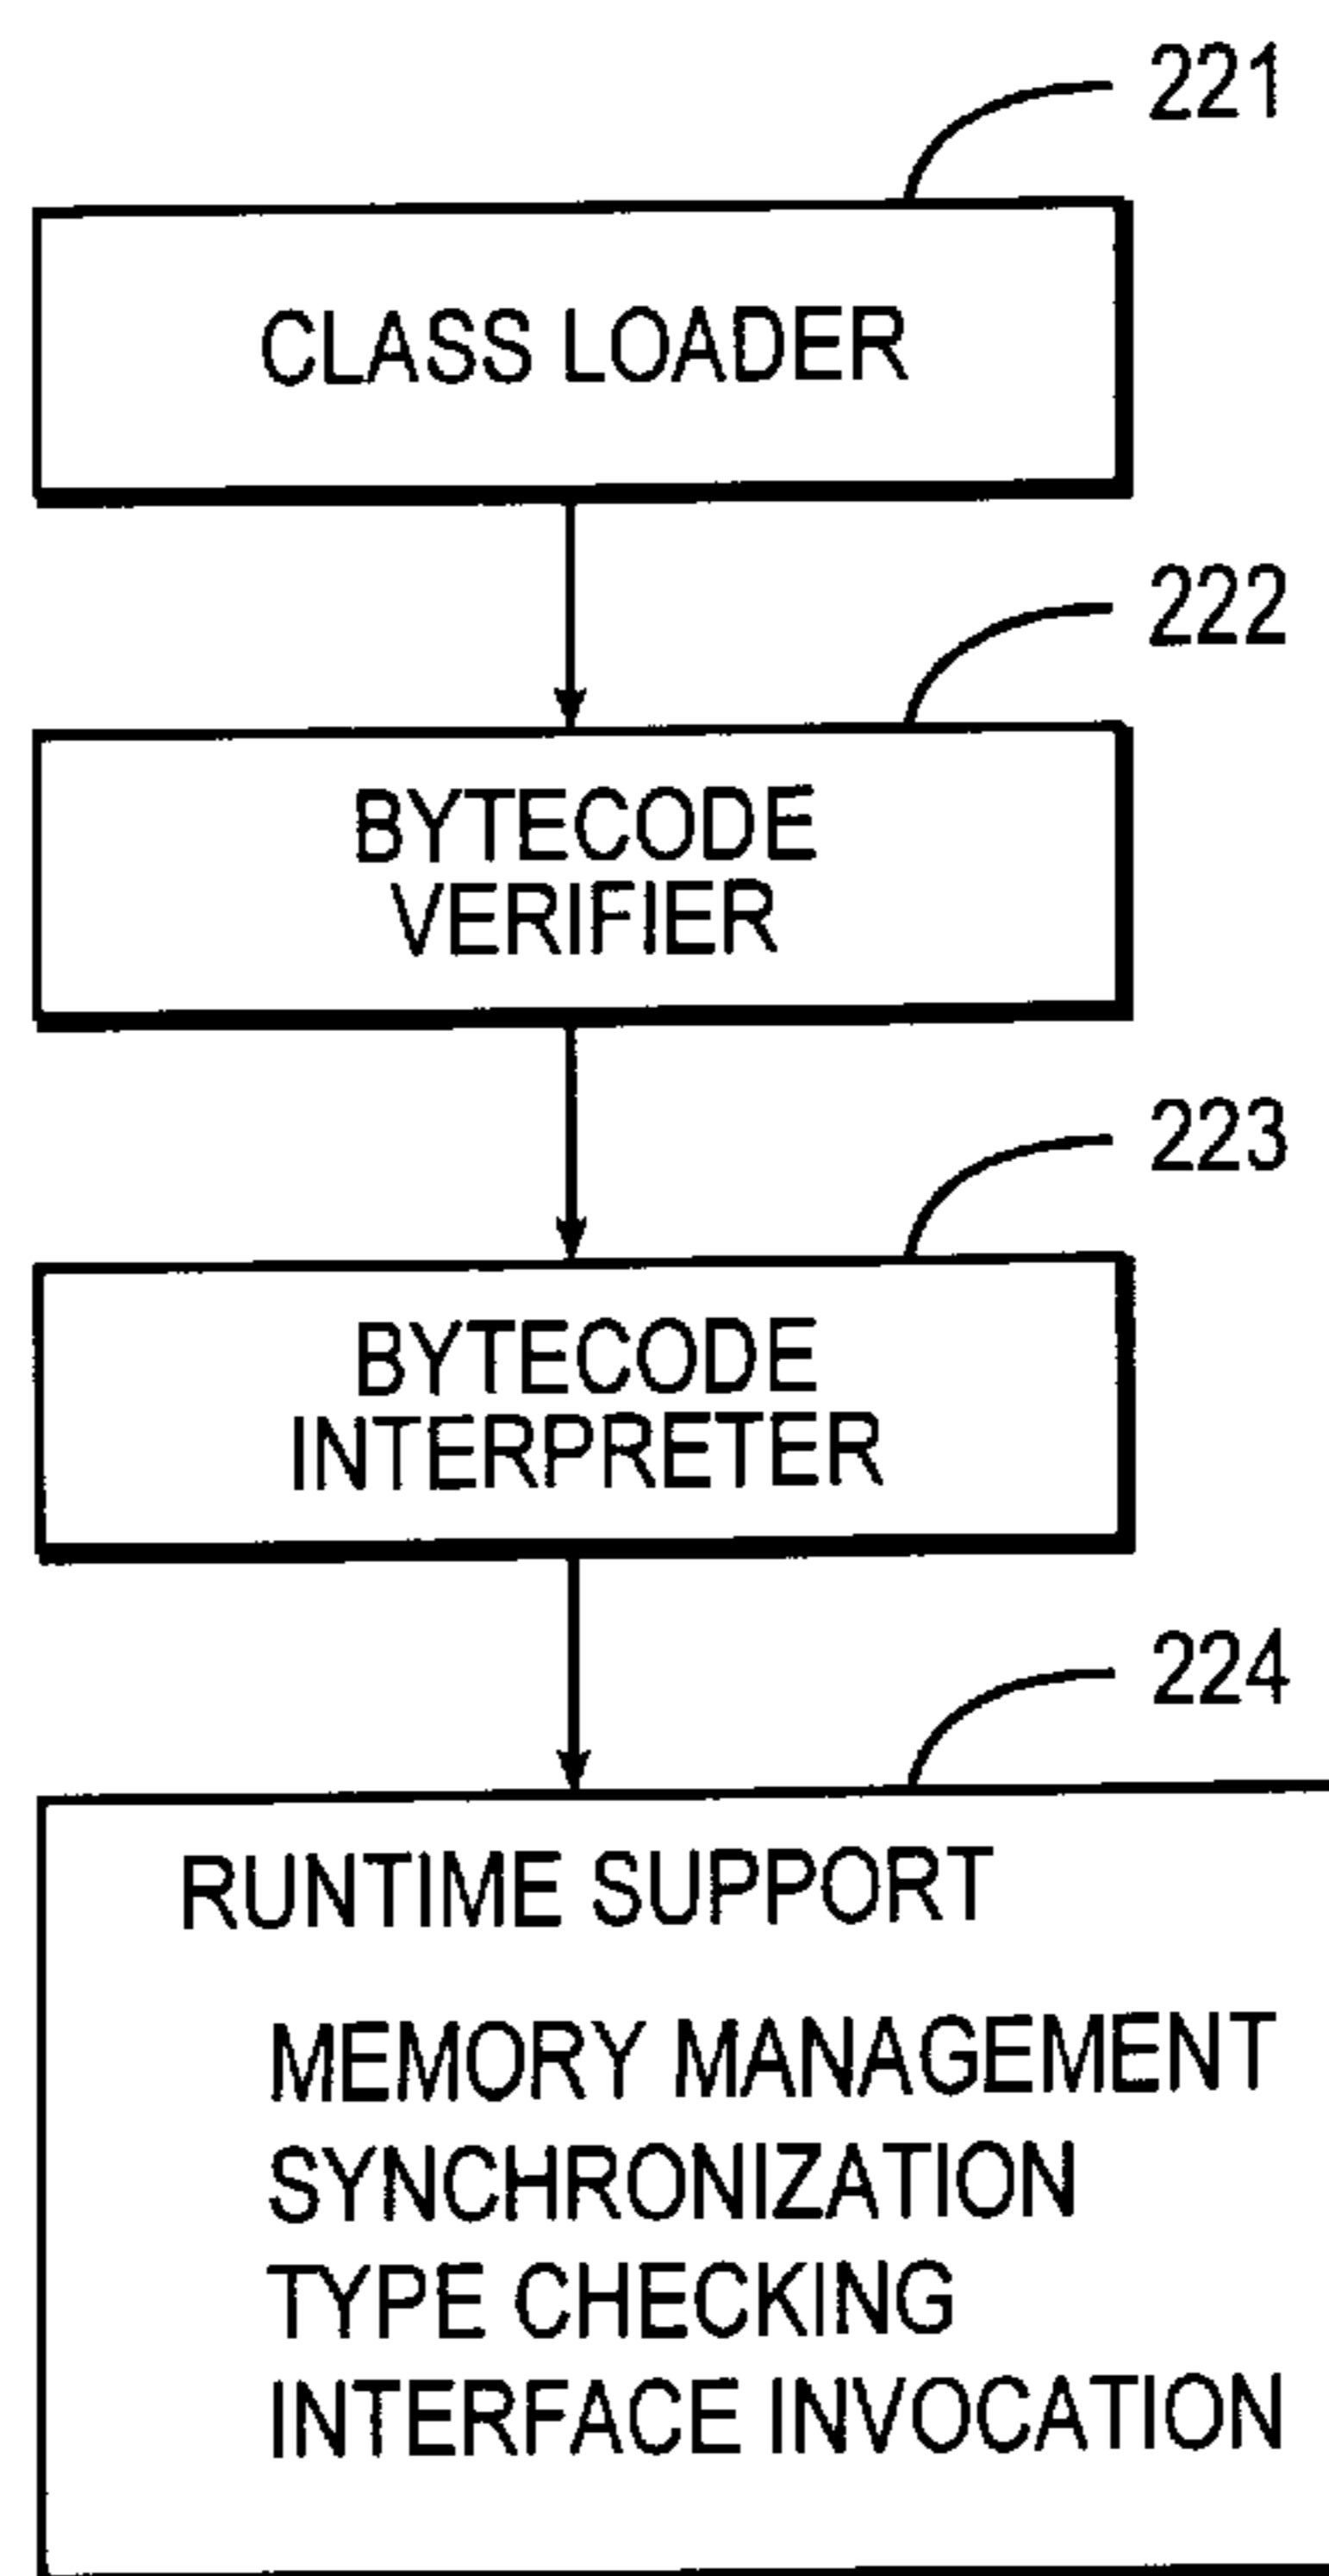 221
CLASS LOADER
222
BYTECODE
VERIFIER
223
BYTECODE
INTERPRETER
224
RUNTIME SUPPORT
MEMORY MANAGEMENT
SYNCHRONIZATION
TYPE CHECKING
INTERFACE INVOCATION